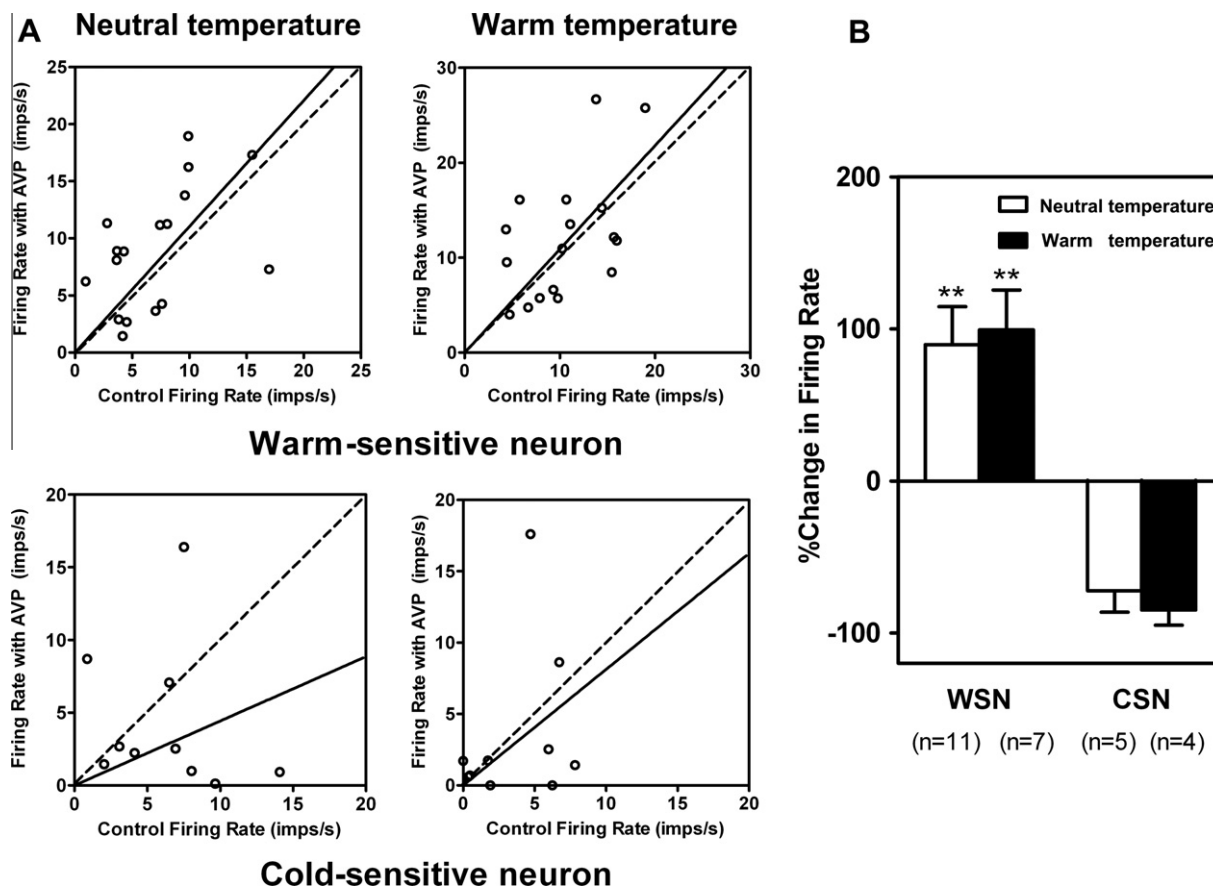 A
Neutral temperature
Warm temperature
B
Firing Rate with AVP (imps/s)
25
20
15
10
5
0
0 5 10 15 20 25
Control Firing Rate (imps/s)
Firing Rate with AVP (imps/s)
30
20
10
0
0 10 20 30
Control Firing Rate (imps/s)
Warm-sensitive neuron
Firing Rate with AVP (imps/s)
20
15
10
5
0
0 5 10 15 20
Control Firing Rate (imps/s)
Firing Rate with AVP (imps/s)
20
15
10
5
0
0 5 10 15 20
Control Firing Rate (imps/s)
Cold-sensitive neuron
%Change in Firing Rate
200
100
0
-100
Neutral temperature
Warm temperature
** **
WSN CSN
(n=11) (n=7) (n=5) (n=4)